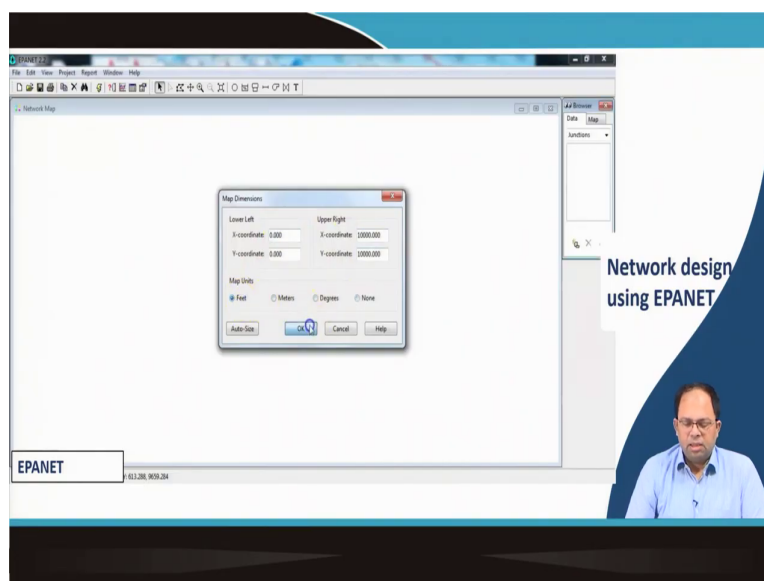 EPANET 2.2
File Edit View Project Report Window Help
Network Map
Browser
Data Map
Junctions
Map Dimensions
Lower Left Upper Right
X-coordinate: 0.000 X-coordinate: 10000.000
Y-coordinate: 0.000 Y-coordinate: 10000.000
Map Units
Feet Meters Degrees None
Auto-Size OK Cancel Help
Network design
using EPANET
EPANET
613.288, 9659.284